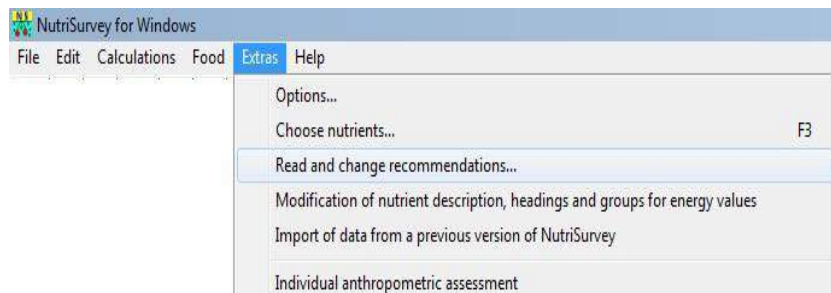 NS
NutriSurvey for Windows
File Edit Calculations Food Extras Help
Options...
Choose nutrients... F3
Read and change recommendations...
Modification of nutrient description, headings and groups for energy values
Import of data from a previous version of NutriSurvey
Individual anthropometric assessment